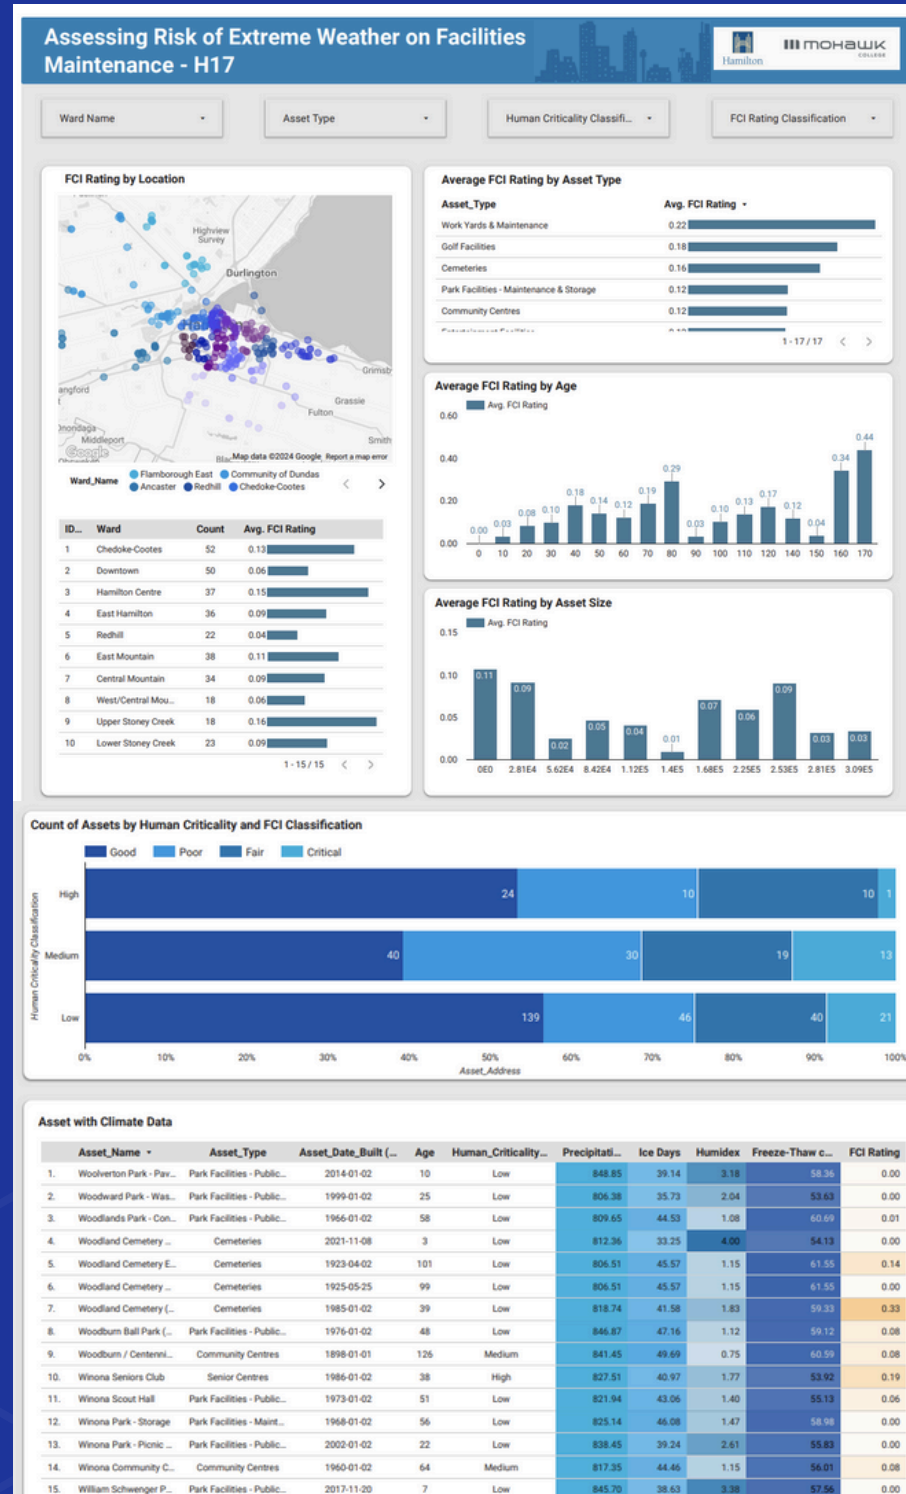 Assessing Risk of Extreme Weather on Facilities
Maintenance - H17
Hamilton
mohawk
COLLEGE
Ward Name
Asset Type
Human Criticality Classifi...
FCI Rating Classification
FCI Rating by Location
Highview
Survey
Durlington
Grimsb
Grassie
Fulton
Smith
angford
Middleport
Google
Map data ©2024 Google Report a map error
Ward_Name Flamborough East Community of Dundas
Ancaster Redhill Chedoke-Cootes
ID... Ward Count Avg. FCI Rating
1 Chedoke-Cootes 52 0.13
2 Downtown 50 0.06
3 Hamilton Centre 37 0.15
4 East Hamilton 36 0.09
5 Redhill 22 0.04
6 East Mountain 38 0.11
7 Central Mountain 34 0.09
8 West/Central Mou... 18 0.06
9 Upper Stoney Creek 18 0.16
10 Lower Stoney Creek 23 0.09
1 - 15 / 15 < >
Average FCI Rating by Asset Type
Asset_Type Avg. FCI Rating
Work Yards & Maintenance 0.22
Golf Facilities 0.18
Cemeteries 0.16
Park Facilities - Maintenance & Storage 0.12
Community Centres 0.12
1 - 17 / 17 < >
Average FCI Rating by Age
Avg. FCI Rating
0.60
0.40
0.20
0.00
0.00 0.03 0.08 0.10 0.18 0.14 0.12 0.19 0.29 0.03 0.10 0.13 0.17 0.12 0.04 0.34 0.44
0 10 20 30 40 50 60 70 80 90 100 110 120 140 150 160 170
Average FCI Rating by Asset Size
Avg. FCI Rating
0.15
0.10
0.05
0.00
0.11 0.09 0.02 0.05 0.04 0.01 0.07 0.06 0.09 0.03 0.03
0E0 2.81E4 5.62E4 8.42E4 1.12E5 1.4E5 1.68E5 2.25E5 2.53E5 2.81E5 3.09E5
Count of Assets by Human Criticality and FCI Classification
Good Poor Fair Critical
Human Criticality Classification
High 24 10 10 1
Medium 40 30 19 13
Low 139 46 40 21
0% 10% 20% 30% 40% 50% 60% 70% 80% 90% 100%
Asset_Address
Asset with Climate Data
Asset_Name Asset_Type Asset_Date_Built (... Age Human_Criticality... Precipitati... Ice Days Humidex Freeze-Thaw c... FCI Rating
1. Woolverton Park - Pav... Park Facilities - Public... 2014-01-02 10 Low 848.85 39.14 3.18 58.36 0.00
2. Woodward Park - Was... Park Facilities - Public... 1999-01-02 25 Low 806.38 35.73 2.04 53.63 0.00
3. Woodlands Park - Con... Park Facilities - Public... 1966-01-02 58 Low 809.65 44.53 1.08 60.69 0.01
4. Woodland Cemetery ... Cemeteries 2021-11-08 3 Low 812.36 33.25 4.00 54.13 0.00
5. Woodland Cemetery E... Cemeteries 1923-04-02 101 Low 806.51 45.57 1.15 61.55 0.14
6. Woodland Cemetery ... Cemeteries 1925-05-25 99 Low 806.51 45.57 1.15 61.55 0.00
7. Woodland Cemetery (... Cemeteries 1985-01-02 39 Low 818.74 41.58 1.83 59.33 0.33
8. Woodburn Ball Park (... Park Facilities - Public... 1976-01-02 48 Low 846.87 47.16 1.12 59.12 0.08
9. Woodburn / Centenni... Community Centres 1898-01-01 126 Medium 841.45 49.69 0.75 60.59 0.08
10. Winona Seniors Club Senior Centres 1986-01-02 38 High 827.51 40.97 1.77 53.92 0.19
11. Winona Scout Hall Park Facilities - Public... 1973-01-02 51 Low 821.94 43.06 1.40 55.13 0.06
12. Winona Park - Storage Park Facilities - Maint... 1968-01-02 56 Low 825.14 46.08 1.47 58.98 0.00
13. Winona Park - Picnic ... Park Facilities - Public... 2002-01-02 22 Low 838.45 39.24 2.61 55.83 0.00
14. Winona Community C... Community Centres 1960-01-02 64 Medium 817.35 44.46 1.15 56.01 0.08
15. William Schwenger P... Park Facilities - Public... 2017-11-20 7 Low 845.70 38.63 3.38 57.56 0.00